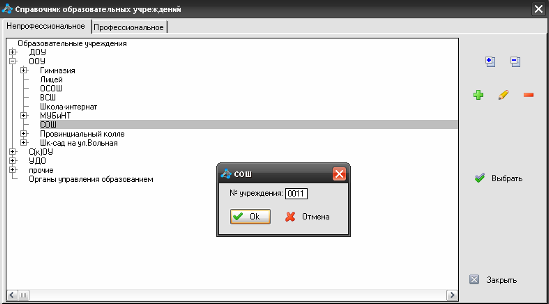 Справочник образовательных учреждений
Непрофессиональное
Профессиональное
Образовательные учреждения
ДОУ
ООУ
Гимназия
Лицей
ОСОШ
ВСШ
Школа-интернат
МУБиНТ
СОШ
Провинциальный колле
Шк-сад на ул.Вольная
С(к)ОУ
УДО
прочие
Органы управления образованием
СОШ
№ учреждения: 0011
Ok
Отмена
Выбрать
Закрыть